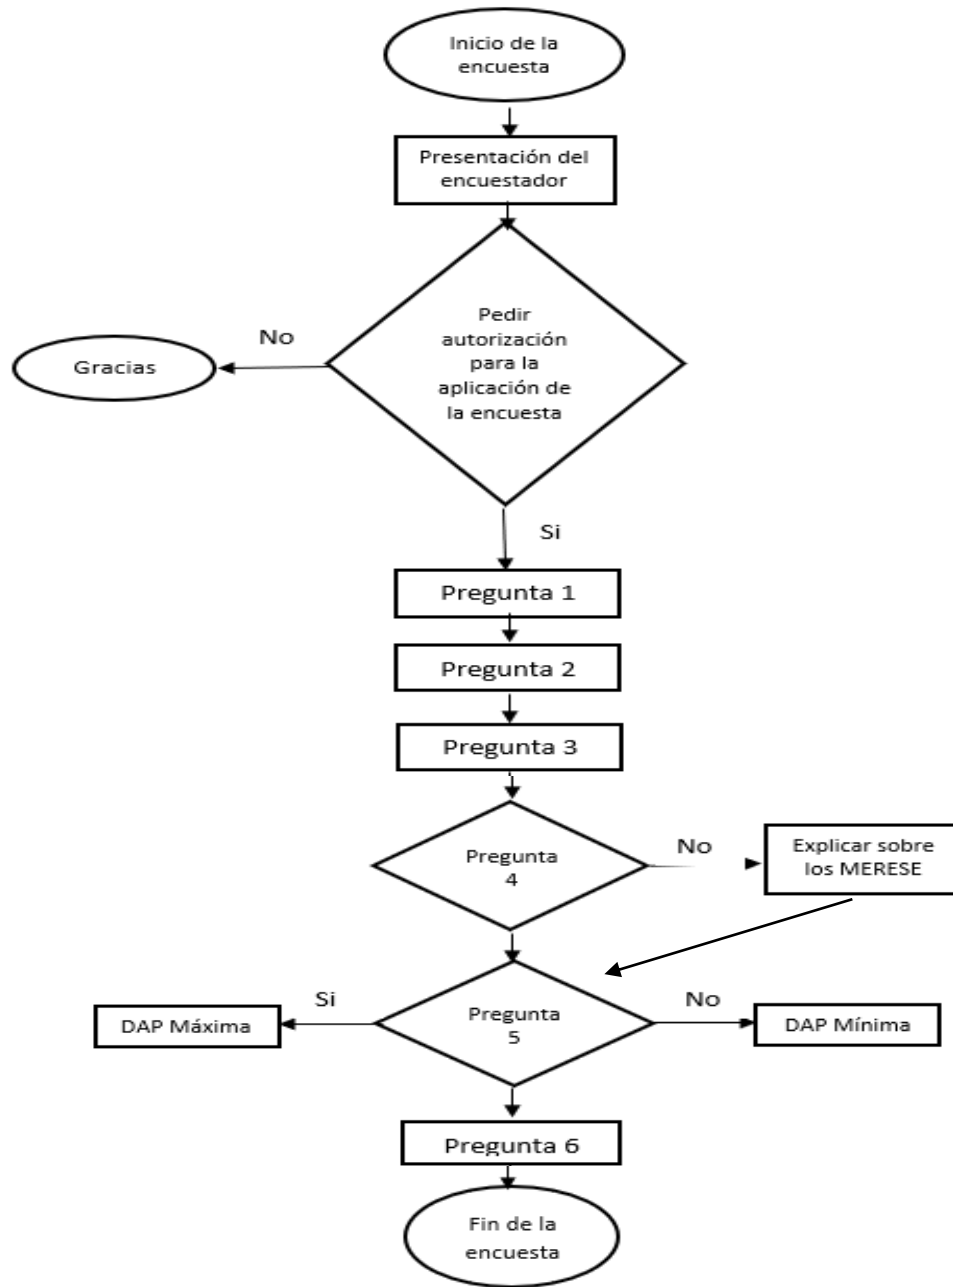 Inicio de la
encuesta
Presentación del
encuestador
Pedir
autorización
para la
aplicación de
la encuesta
No
Gracias
Si
Pregunta 1
Pregunta 2
Pregunta 3
Pregunta
4
No
Explicar sobre
los MERESE
Pregunta
5
Si
DAP Máxima
No
DAP Mínima
Pregunta 6
Fin de la
encuesta